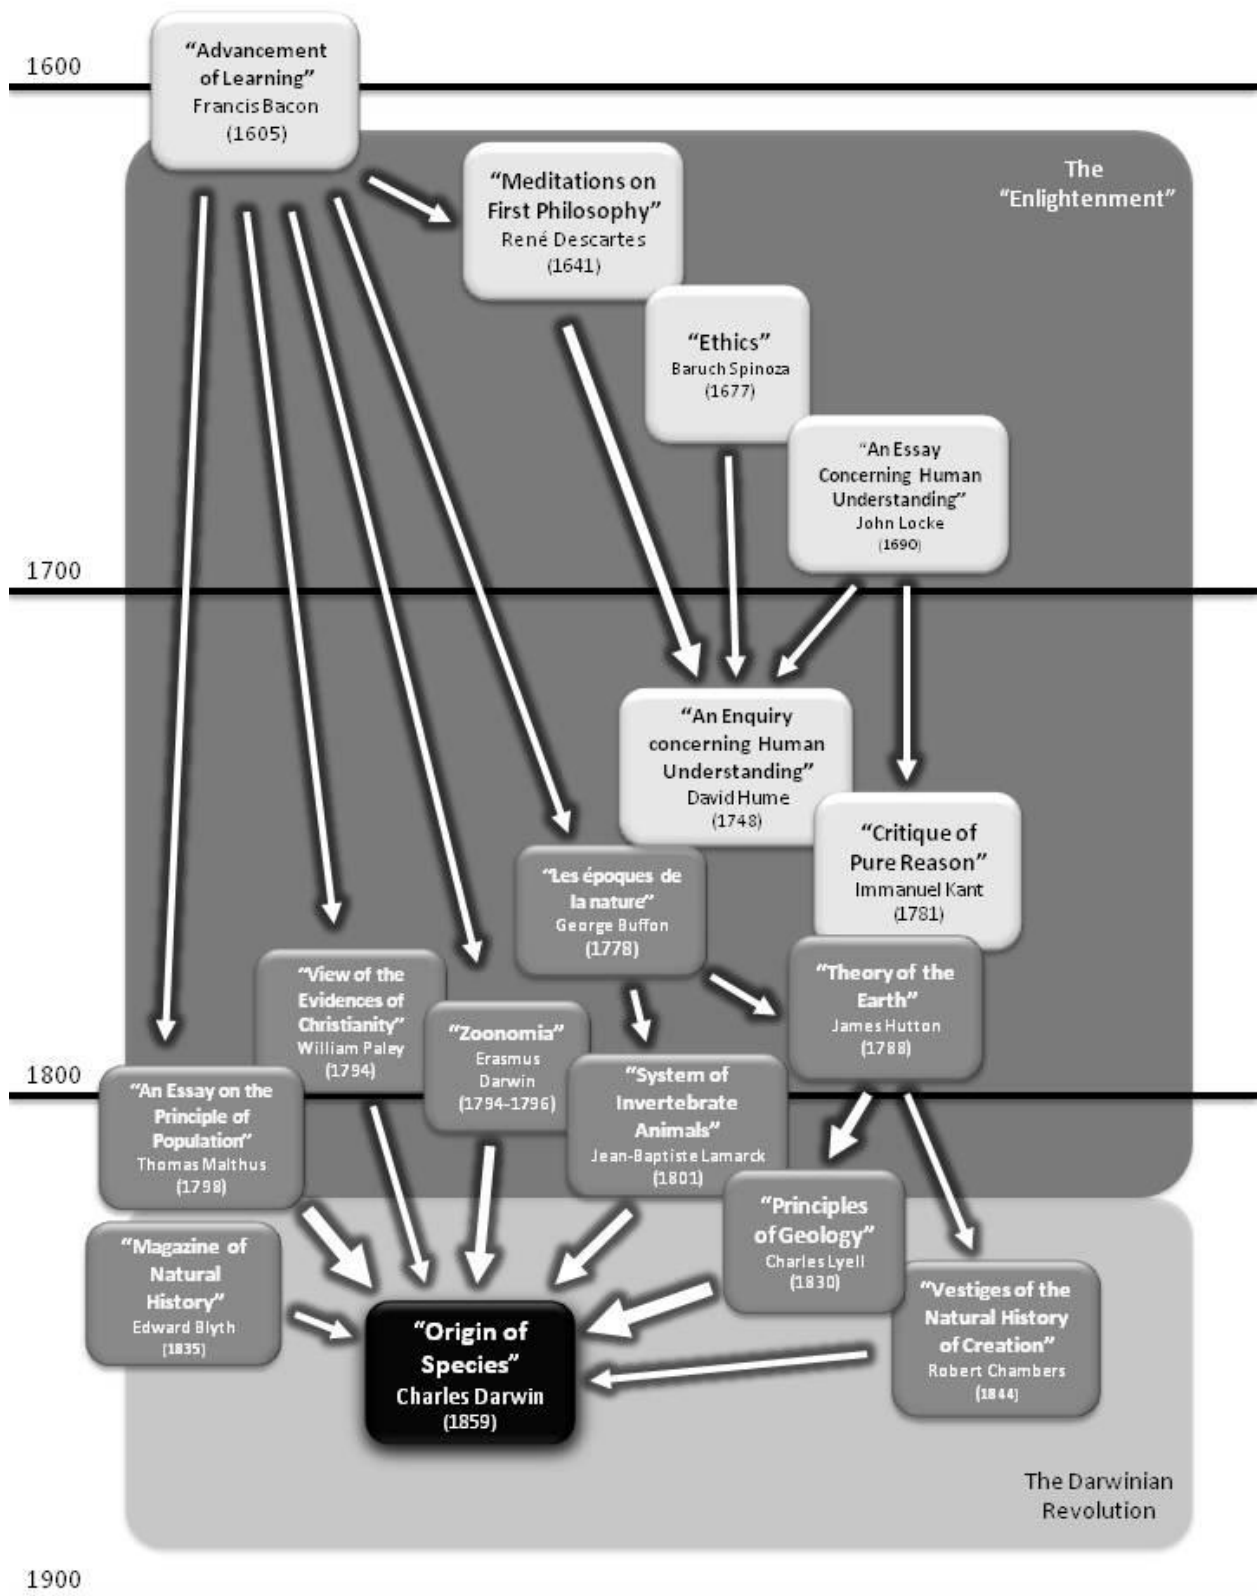 1600
“Advancement
of Learning”
Francis Bacon
(1605)
The
“Enlightenment”
“Meditations on
First Philosophy”
René Descartes
(1641)
“Ethics”
Baruch Spinoza
(1677)
“An Essay
Concerning Human
Understanding”
John Locke
(1690)
1700
“An Enquiry
concerning Human
Understanding”
David Hume
(1748)
“Critique of
Pure Reason”
Immanuel Kant
(1781)
“Les époques de
la nature”
George Buffon
(1778)
“View of the
Evidences of
Christianity”
William Paley
(1794)
“Zoonomia”
Erasmus
Darwin
(1794-1796)
“Theory of the
Earth”
James Hutton
(1788)
1800
“An Essay on the
Principle of
Population”
Thomas Malthus
(1798)
“System of
Invertebrate
Animals”
Jean-Baptiste Lamarck
(1801)
“Principles
of Geology”
Charles Lyell
(1830)
“Magazine of
Natural
History”
Edward Blyth
(1835)
“Vestiges of the
Natural History
of Creation”
Robert Chambers
(1844)
“Origin of
Species”
Charles Darwin
(1859)
The Darwinian
Revolution
1900